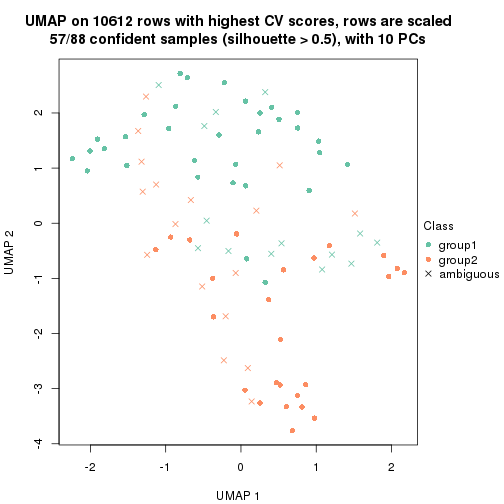 UMAP on 10612 rows with highest CV scores, rows are scaled
57/88 confident samples (silhouette > 0.5), with 10 PCs
2
1
0
-1
-2
-3
-4
UMAP 2
-2
-1
0
1
2
UMAP 1
Class
group1
group2
ambiguous